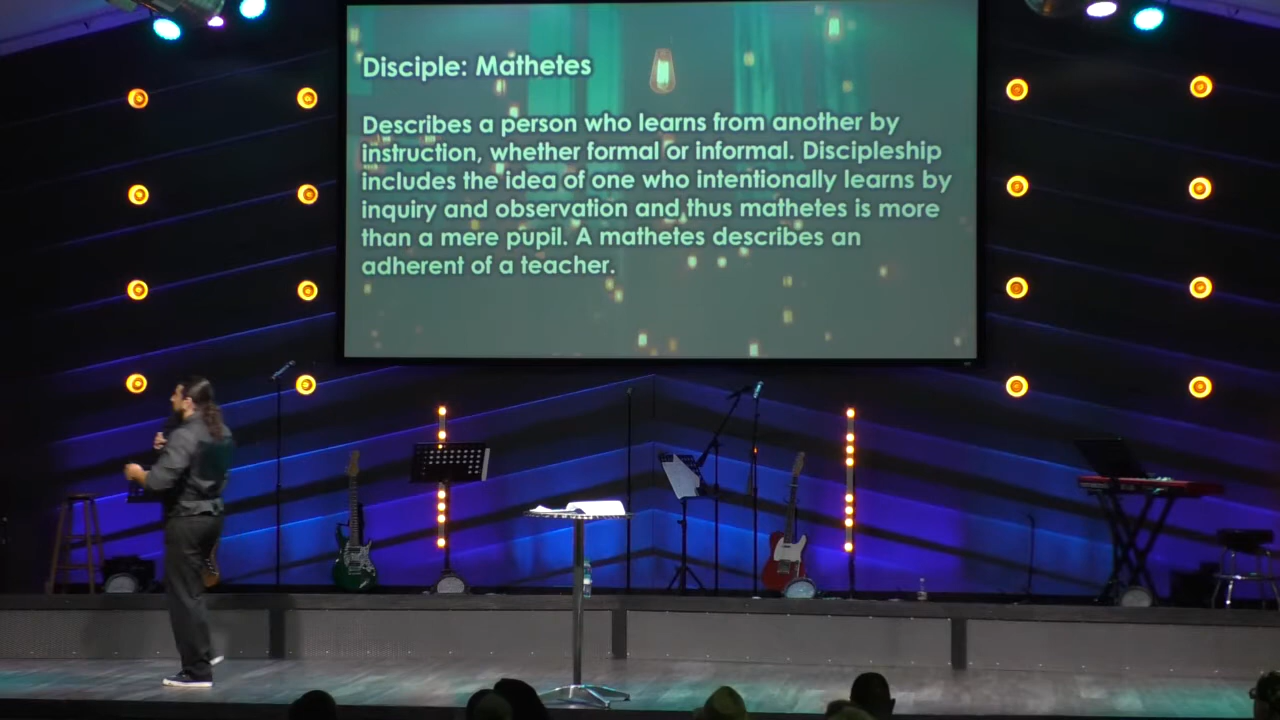 Disciple: Mathetes
Describes a person who learns from another by
instruction, whether formal or informal. Discipleship
includes the idea of one who intentionally learns by
inquiry and observation and thus mathetes is more
than a mere pupil. A mathetes describes an
adherent of a teacher.